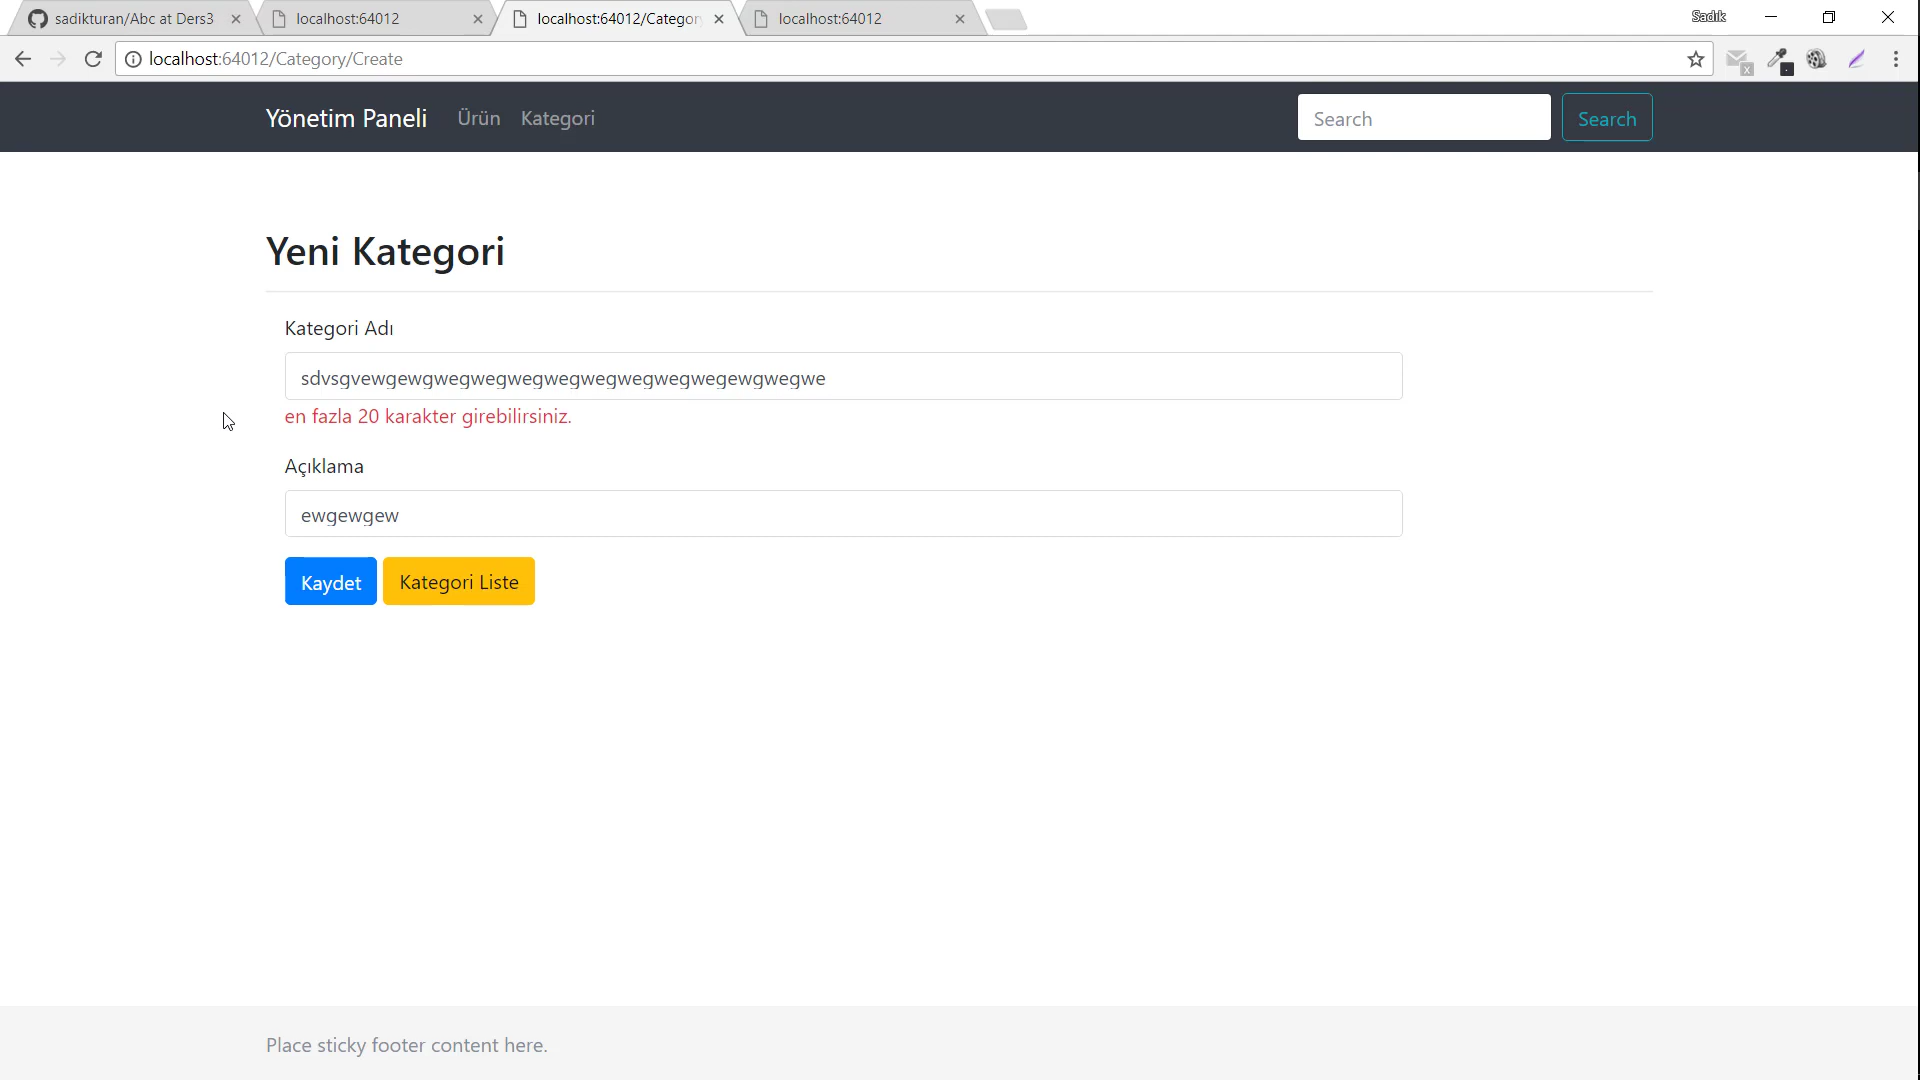 sadikturan/Abc at Ders3
localhost:64012
localhost:64012/Categor
localhost:64012
Sadık
localhost:64012/Category/Create
Yönetim Paneli Ürün Kategori Search Search
Yeni Kategori
Kategori Adı
sdvsgvewgewgwegwegwegwegwegwegwegwegewgwegwe
en fazla 20 karakter girebilirsiniz.
Açıklama
ewgewgew
Kaydet Kategori Liste
Place sticky footer content here.